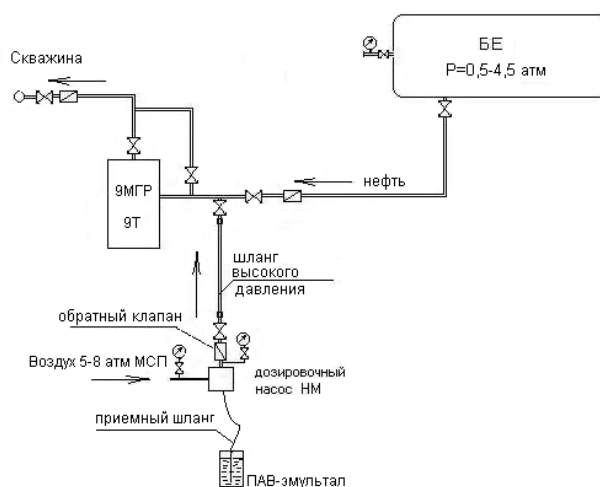 БЕ
Р=0,5-4,5 атм
Скважина
9МГР
9Т
нефть
шланг
высокого
давления
обратный клапан
Воздух 5-8 атм МСП
дозировочный
насос НМ
приемный шланг
ПАВ-эмультал